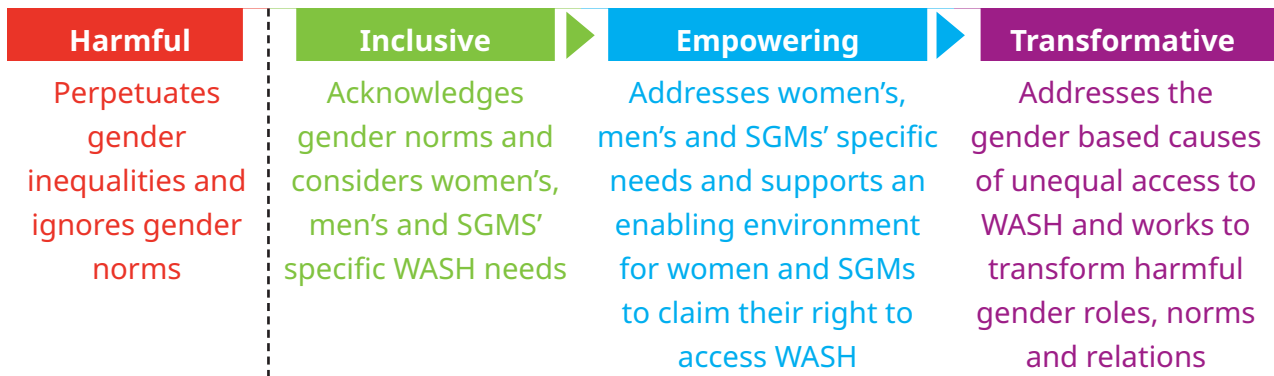 Harmful
Perpetuates
gender
inequalities and
ignores gender
norms
Inclusive
Acknowledges
gender norms and
considers women’s,
men’s and SGMS’
specific WASH needs
Empowering
Addresses women’s,
men’s and SGMs’ specific
needs and supports an
enabling environment
for women and SGMs
to claim their right to
access WASH
Transformative
Addresses the
gender based causes
of unequal access to
WASH and works to
transform harmful
gender roles, norms
and relations